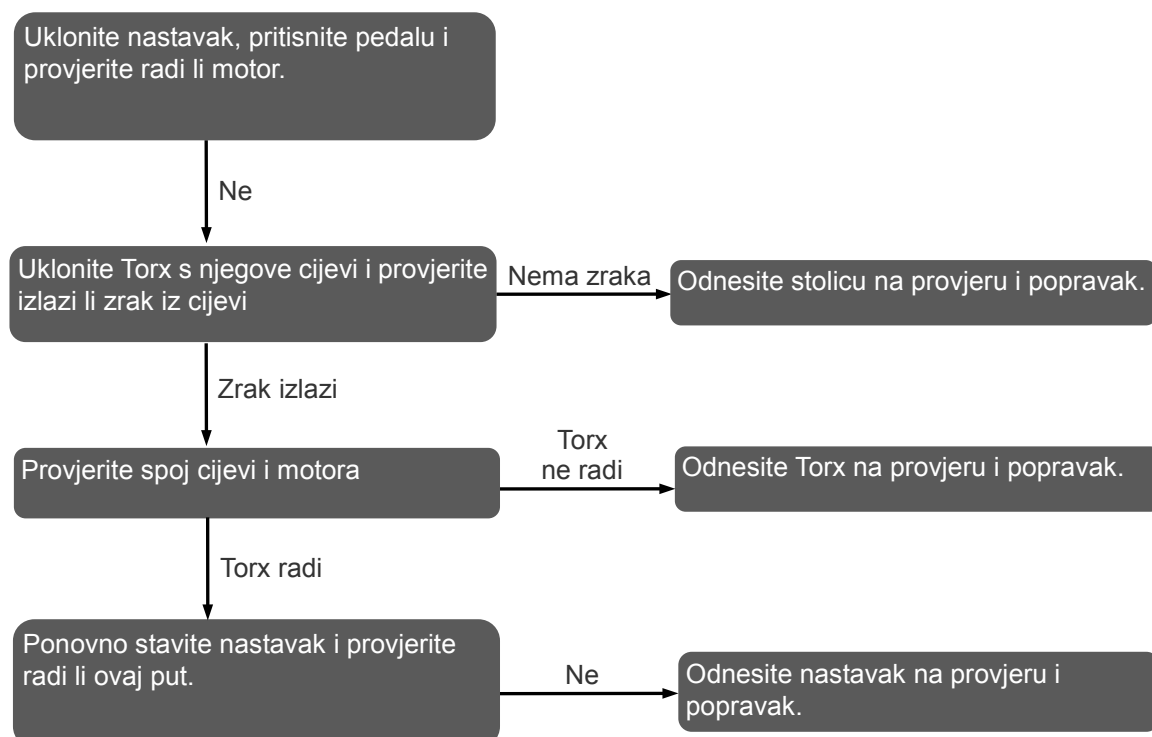 Uklonite nastavak, pritisnite pedalu i
provjerite radi li motor.
Ne
Uklonite Torx s njegove cijevi i provjerite
izlazi li zrak iz cijevi
Nema zraka
Odnesite stolicu na provjeru i popravak.
Zrak izlazi
Provjerite spoj cijevi i motora
Torx
ne radi
Odnesite Torx na provjeru i popravak.
Torx radi
Ponovno stavite nastavak i provjerite
radi li ovaj put.
Ne
Odnesite nastavak na provjeru i
popravak.